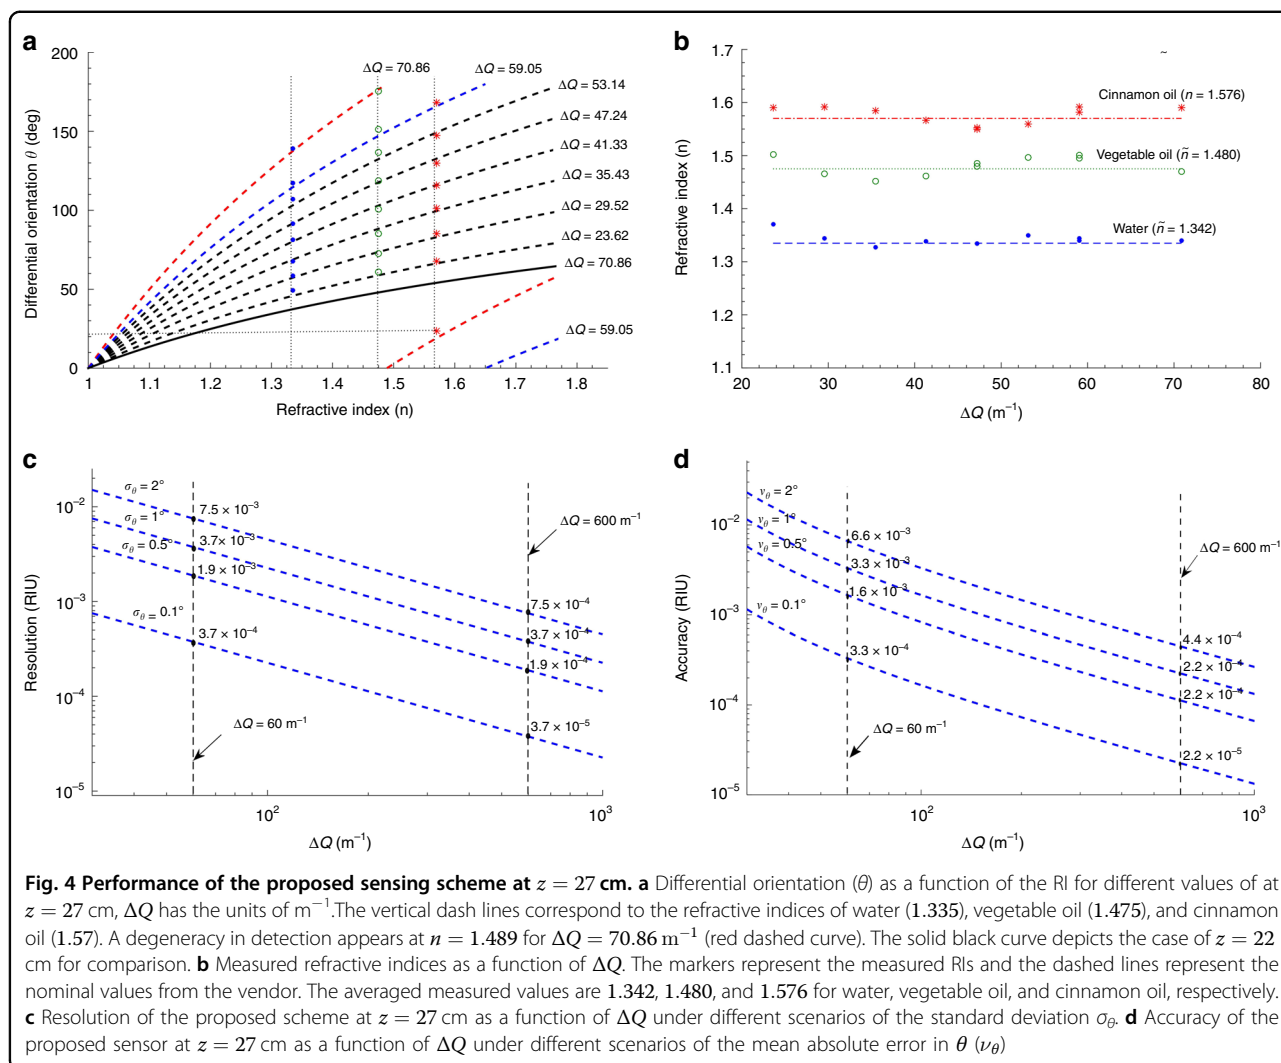 a
200
150
100
50
0
Differential orientation θ (deg)
1
1.1
1.2
1.3
1.4
1.5
1.6
1.7
1.8
Refractive index (n)
ΔQ = 70.86
ΔQ = 59.05
ΔQ = 53.14
ΔQ = 47.24
ΔQ = 41.33
ΔQ = 35.43
ΔQ = 29.52
ΔQ = 23.62
ΔQ = 70.86
ΔQ = 59.05
b
1.7
1.6
1.5
1.4
1.3
1.2
1.1
Refractive index (n)
20
30
40
50
60
70
80
ΔQ (m⁻¹)
~
Cinnamon oil (n = 1.576)
Vegetable oil (ñ = 1.480)
Water (ñ = 1.342)
c
10⁻²
10⁻³
10⁻⁴
10⁻⁵
Resolution (RIU)
10²
10³
ΔQ (m⁻¹)
σθ = 2°
σθ = 1°
σθ = 0.5°
σθ = 0.1°
7.5 × 10⁻³
3.7× 10⁻³
1.9 × 10⁻³
3.7 × 10⁻⁴
ΔQ = 60 m⁻¹
ΔQ = 600 m⁻¹
7.5 × 10⁻⁴
3.7 × 10⁻⁴
1.9 × 10⁻⁴
3.7 × 10⁻⁵
d
10⁻²
10⁻³
10⁻⁴
10⁻⁵
Accuracy (RIU)
10²
10³
ΔQ (m⁻¹)
νθ = 2°
νθ = 1°
νθ = 0.5°
νθ = 0.1°
6.6 × 10⁻³
3.3 × 10⁻³
1.6 × 10⁻³
3.3 × 10⁻⁴
ΔQ = 60 m⁻¹
ΔQ = 600 m⁻¹
4.4 × 10⁻⁴
2.2 × 10⁻⁴
2.2 × 10⁻⁴
2.2 × 10⁻⁵
Fig. 4 Performance of the proposed sensing scheme at z = 27 cm. a Differential orientation (θ) as a function of the RI for different values of at
z = 27 cm, ΔQ has the units of m⁻¹.The vertical dash lines correspond to the refractive indices of water (1.335), vegetable oil (1.475), and cinnamon
oil (1.57). A degeneracy in detection appears at n = 1.489 for ΔQ = 70.86 m⁻¹ (red dashed curve). The solid black curve depicts the case of z = 22
cm for comparison. b Measured refractive indices as a function of ΔQ. The markers represent the measured RIs and the dashed lines represent the
nominal values from the vendor. The averaged measured values are 1.342, 1.480, and 1.576 for water, vegetable oil, and cinnamon oil, respectively.
c Resolution of the proposed scheme at z = 27 cm as a function of ΔQ under different scenarios of the standard deviation σθ. d Accuracy of the
proposed sensor at z = 27 cm as a function of ΔQ under different scenarios of the mean absolute error in θ (νθ)